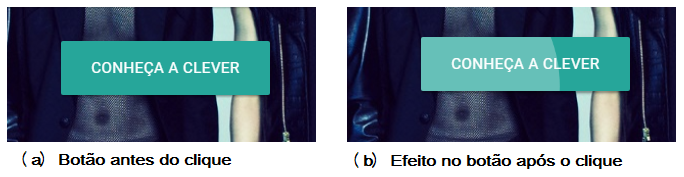 CONHEÇA A CLEVER
CONHEÇA A CLEVER
(a) Botão antes do clique
(b) Efeito no botão após o clique